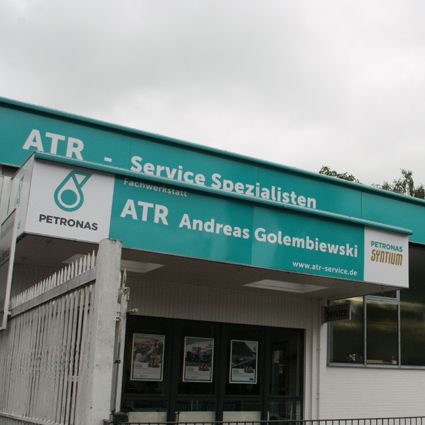 ATR - Service Spezialisten
Fachwerkstatt
ATR Andreas Golembiewski
www.atr-service.de
PETRONAS
PETRONAS
SYNTIUM